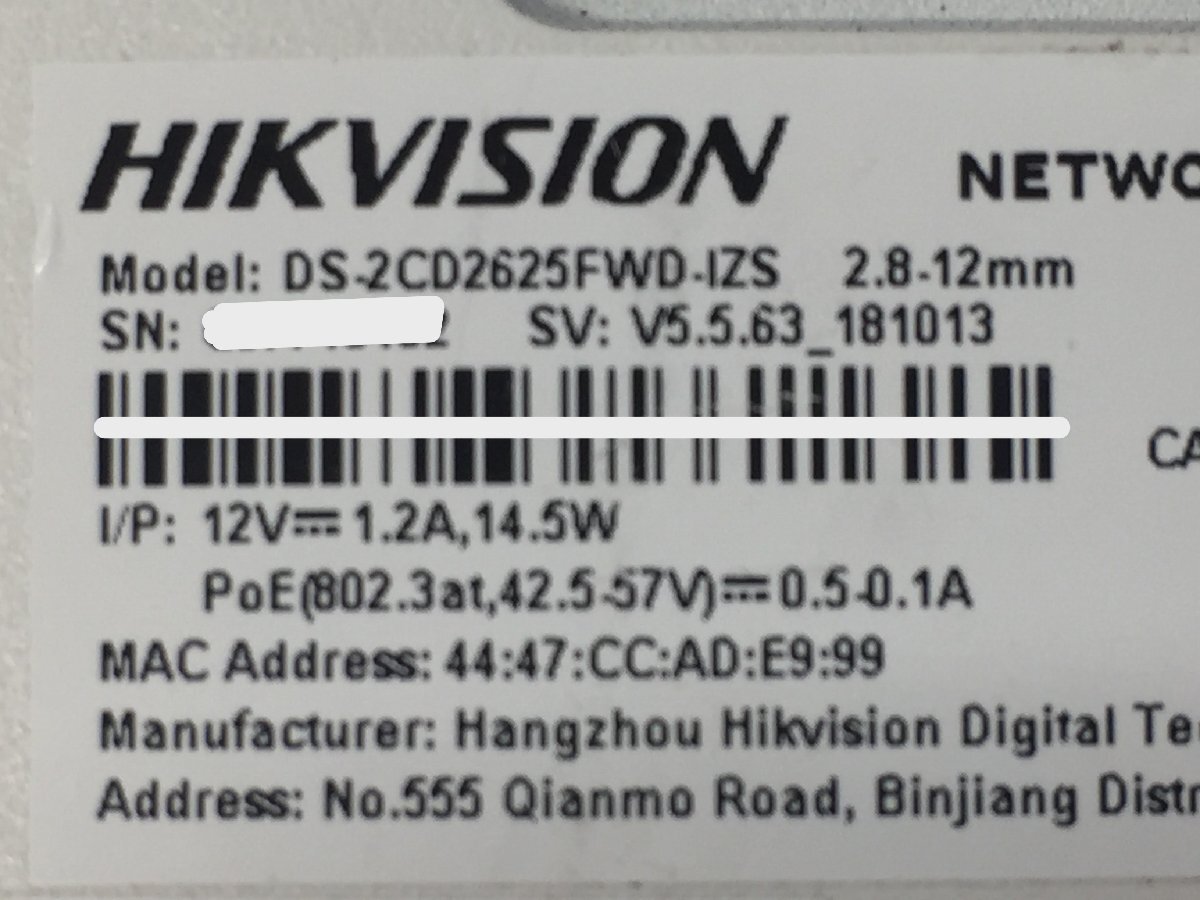 HIKVISION
NETWO
Model: DS-2CD2625FWD-IZS 2.8-12mm
SN: SV: V5.5.63_181013
CA
I/P: 12V⎓1.2A,14.5W
PoE(802.3at,42.5-57V)⎓0.5-0.1A
MAC Address: 44:47:CC:AD:E9:99
Manufacturer: Hangzhou Hikvision Digital Te
Address: No.555 Qianmo Road, Binjiang Distr